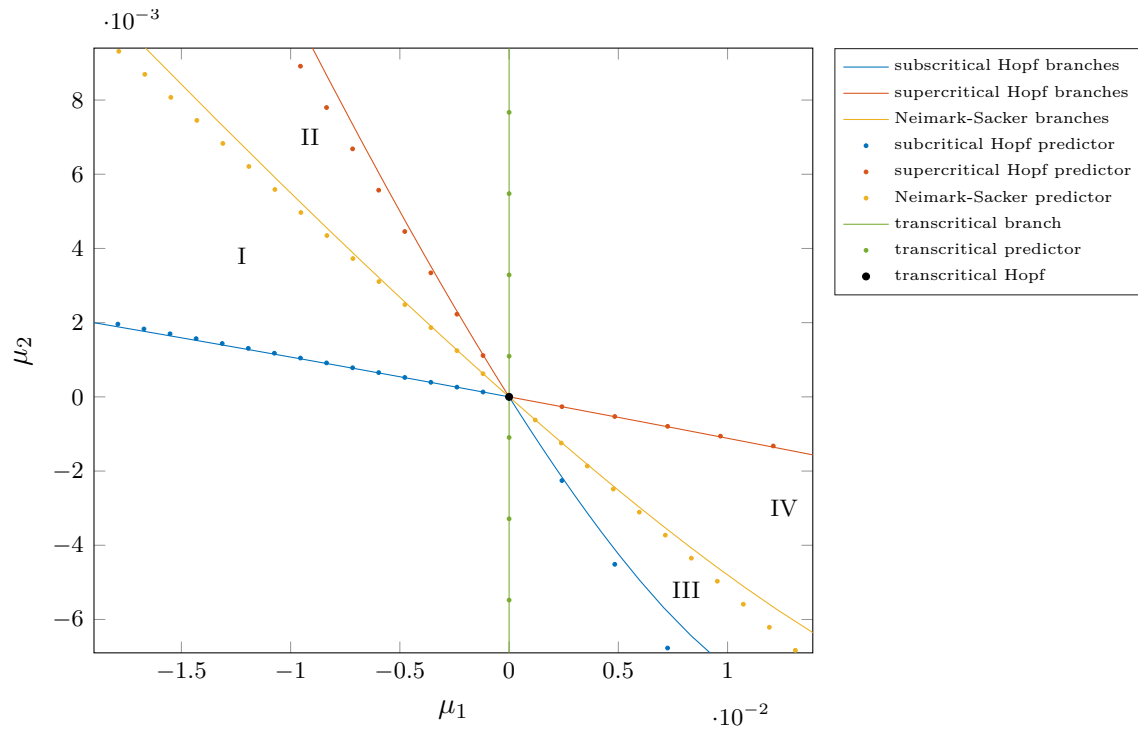 ·10−3
8
6
4
2
0
−2
−4
−6
μ2
−1.5
−1
−0.5
0
0.5
1
·10−2
μ1
II
I
IV
III
subscritical Hopf branches
supercritical Hopf branches
Neimark-Sacker branches
subcritical Hopf predictor
supercritical Hopf predictor
Neimark-Sacker predictor
transcritical branch
transcritical predictor
transcritical Hopf